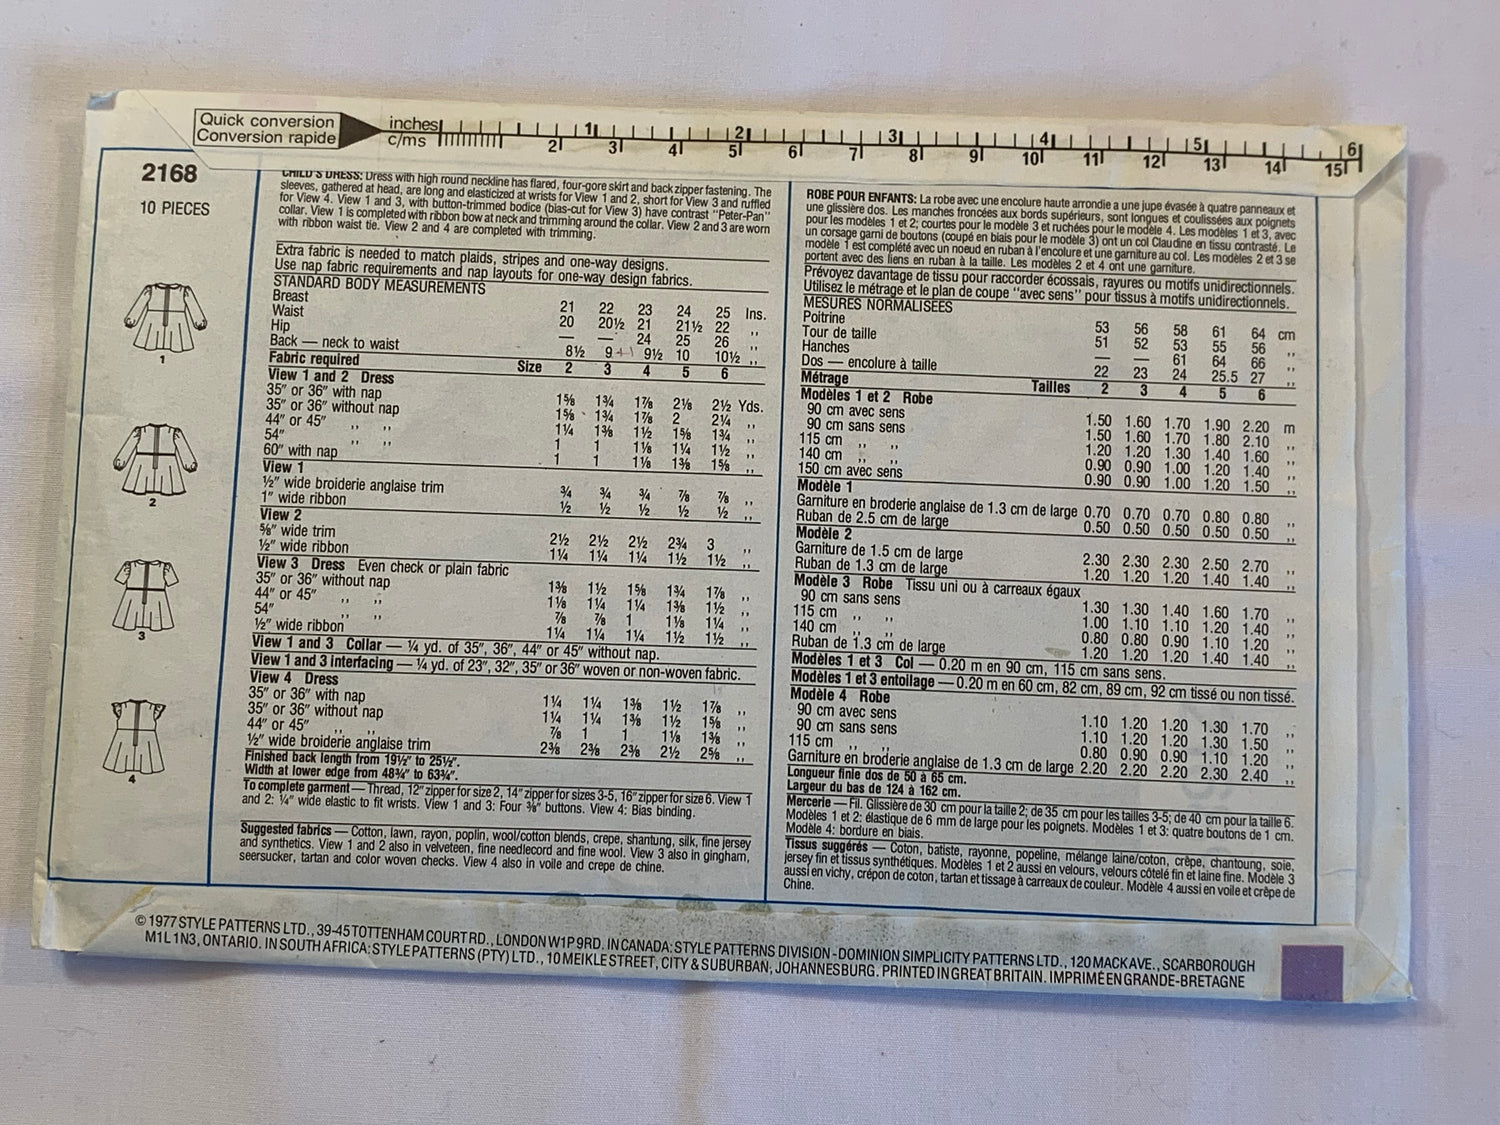 Quick conversion
Conversion rapide
inches 1 2 3 4 5 6
c/ms 2 3 4 5 6 7 8 9 10 11 12 13 14 15
2168
10 PIECES
1
2
3
4
CHILD'S DRESS: Dress with high round neckline has flared, four-gore skirt and back zipper fastening. The
sleeves, gathered at head, are long and elasticized at wrists for View 1 and 2, short for View 3 and ruffled
for View 4. View 1 and 3, with button-trimmed bodice (bias-cut for View 3) have contrast "Peter-Pan"
collar. View 1 is completed with ribbon bow at neck and trimming around the collar. View 2 and 3 are worn
with ribbon waist tie. View 2 and 4 are completed with trimming.
Extra fabric is needed to match plaids, stripes and one-way designs.
Use nap fabric requirements and nap layouts for one-way design fabrics.
STANDARD BODY MEASUREMENTS
Breast 21 22 23 24 25 Ins.
Waist 20 20½ 21 21½ 22 ,,
Hip — — 24 25 26 ,,
Back — neck to waist 8½ 9 9½ 10 10½ ,,
Fabric required Size 2 3 4 5 6
View 1 and 2 Dress
35" or 36" with nap 1⅝ 1¾ 1⅞ 2⅛ 2½ Yds.
35" or 36" without nap 1⅝ 1¾ 1⅞ 2 2¼ ,,
44" or 45" ,, ,, 1¼ 1⅜ 1½ 1⅝ 1¾ ,,
54" ,, ,, 1 1 1⅛ 1¼ 1½ ,,
60" with nap 1 1 1⅛ 1⅜ 1⅝ ,,
View 1
½" wide broiderie anglaise trim ¾ ¾ ¾ ⅞ ⅞ ,,
1" wide ribbon ½ ½ ½ ½ ½ ,,
View 2
⅝" wide trim 2½ 2½ 2½ 2¾ 3 ,,
½" wide ribbon 1¼ 1¼ 1¼ 1½ 1½ ,,
View 3 Dress Even check or plain fabric
35" or 36" without nap 1⅜ 1½ 1⅝ 1¾ 1⅞ ,,
44" or 45" ,, ,, 1⅛ 1¼ 1¼ 1⅜ 1½ ,,
54" ,, ,, ⅞ ⅞ 1 1⅛ 1¼ ,,
½" wide ribbon 1¼ 1¼ 1¼ 1½ 1½ ,,
View 1 and 3 Collar — ¼ yd. of 35", 36", 44" or 45" without nap.
View 1 and 3 interfacing — ¼ yd. of 23", 32", 35" or 36" woven or non-woven fabric.
View 4 Dress
35" or 36" with nap 1¼ 1¼ 1⅜ 1½ 1⅞ ,,
35" or 36" without nap 1¼ 1¼ 1⅜ 1½ 1⅝ ,,
44" or 45" ,, ,, ⅞ 1 1 1⅛ 1⅜ ,,
½" wide broiderie anglaise trim 2⅜ 2⅜ 2⅜ 2½ 2⅝ ,,
Finished back length from 19½" to 25½".
Width at lower edge from 48¾" to 63¾".
To complete garment — Thread, 12" zipper for size 2, 14" zipper for sizes 3-5, 16" zipper for size 6. View 1
and 2: ¼" wide elastic to fit wrists. View 1 and 3: Four ⅜" buttons. View 4: Bias binding.
Suggested fabrics — Cotton, lawn, rayon, poplin, wool/cotton blends, crepe, shantung, silk, fine jersey
and synthetics. View 1 and 2 also in velveteen, fine needlecord and fine wool. View 3 also in gingham,
seersucker, tartan and color woven checks. View 4 also in voile and crepe de chine.
ROBE POUR ENFANTS: La robe avec une encolure haute arrondie a une jupe évasée à quatre panneaux et
une glissière dos. Les manches froncées aux bords supérieurs, sont longues et coulissées aux poignets
pour les modèles 1 et 2; courtes pour le modèle 3 et ruchées pour le modèle 4. Les modèles 1 et 3, avec
un corsage garni de boutons (coupé en biais pour le modèle 3) ont un col Claudine en tissu contrasté. Le
modèle 1 est complété avec un noeud en ruban à l'encolure et une garniture au col. Les modèles 2 et 3 se
portent avec des liens en ruban à la taille. Les modèles 2 et 4 ont une garniture.
Prévoyez davantage de tissu pour raccorder écossais, rayures ou motifs unidirectionnels.
Utilisez le métrage et le plan de coupe "avec sens" pour tissus à motifs unidirectionnels.
MESURES NORMALISÉES
Poitrine 53 56 58 61 64 cm
Tour de taille 51 52 53 55 56 ,,
Hanches — — 61 64 66 ,,
Dos — encolure à taille 22 23 24 25.5 27 ,,
Métrage Tailles 2 3 4 5 6
Modèles 1 et 2 Robe
90 cm avec sens 1.50 1.60 1.70 1.90 2.20 m
90 cm sans sens 1.50 1.60 1.70 1.80 2.10 ,,
115 cm ,, ,, 1.20 1.20 1.30 1.40 1.60 ,,
140 cm ,, ,, 0.90 0.90 1.00 1.20 1.40 ,,
150 cm avec sens 0.90 0.90 1.00 1.20 1.50 ,,
Modèle 1
Garniture en broderie anglaise de 1.3 cm de large 0.70 0.70 0.70 0.80 0.80 ,,
Ruban de 2.5 cm de large 0.50 0.50 0.50 0.50 0.50 ,,
Modèle 2
Garniture de 1.5 cm de large 2.30 2.30 2.30 2.50 2.70 ,,
Ruban de 1.3 cm de large 1.20 1.20 1.20 1.40 1.40 ,,
Modèle 3 Robe Tissu uni ou à carreaux égaux
90 cm sans sens 1.30 1.30 1.40 1.60 1.70 ,,
115 cm ,, ,, 1.00 1.10 1.10 1.20 1.40 ,,
140 cm ,, ,, 0.80 0.80 0.90 1.10 1.20 ,,
Ruban de 1.3 cm de large 1.20 1.20 1.20 1.40 1.40 ,,
Modèles 1 et 3 Col — 0.20 m en 90 cm, 115 cm sans sens.
Modèles 1 et 3 entoilage — 0.20 m en 60 cm, 82 cm, 89 cm, 92 cm tissé ou non tissé.
Modèle 4 Robe
90 cm avec sens 1.10 1.20 1.20 1.30 1.70 ,,
90 cm sans sens 1.10 1.20 1.20 1.30 1.50 ,,
115 cm ,, ,, 0.80 0.90 0.90 1.10 1.20 ,,
Garniture en broderie anglaise de 1.3 cm de large 2.20 2.20 2.20 2.30 2.40 ,,
Longueur finie dos de 50 à 65 cm.
Largeur du bas de 124 à 162 cm.
Mercerie — Fil. Glissière de 30 cm pour la taille 2; de 35 cm pour les tailles 3-5; de 40 cm pour la taille 6.
Modèles 1 et 2: élastique de 6 mm de large pour les poignets. Modèles 1 et 3: quatre boutons de 1 cm.
Modèle 4: bordure en biais.
Tissus suggérés — Coton, batiste, rayonne, popeline, mélange laine/coton, crêpe, chantoung, soie,
jersey fin et tissus synthétiques. Modèles 1 et 2 aussi en velours, velours côtelé fin et laine fine. Modèle 3
aussi en vichy, crépon de coton, tartan et tissage à carreaux de couleur. Modèle 4 aussi en voile et crêpe de
Chine.
© 1977 STYLE PATTERNS LTD., 39-45 TOTTENHAM COURT RD., LONDON W1P 9RD. IN CANADA: STYLE PATTERNS DIVISION - DOMINION SIMPLICITY PATTERNS LTD., 120 MACK AVE., SCARBOROUGH
M1L 1N3, ONTARIO. IN SOUTH AFRICA: STYLE PATTERNS (PTY) LTD., 10 MEIKLE STREET, CITY & SUBURBAN, JOHANNESBURG. PRINTED IN GREAT BRITAIN. IMPRIMÉ EN GRANDE-BRETAGNE